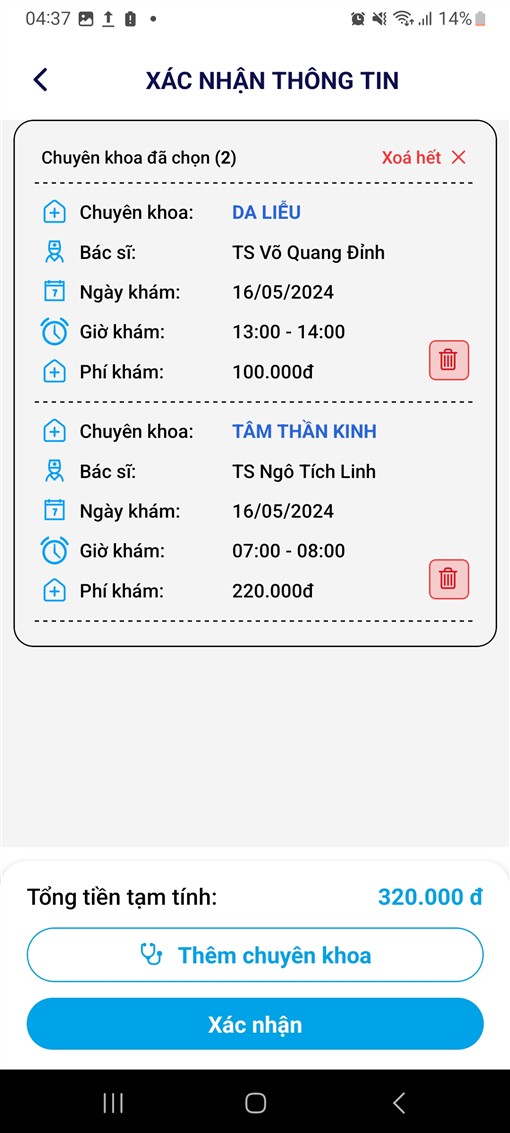 04:37 14%
XÁC NHẬN THÔNG TIN
Chuyên khoa đã chọn (2) Xoá hết
Chuyên khoa: DA LIỄU
Bác sĩ: TS Võ Quang Đỉnh
7 Ngày khám: 16/05/2024
Giờ khám: 13:00 - 14:00
Phí khám: 100.000đ
Chuyên khoa: TÂM THẦN KINH
Bác sĩ: TS Ngô Tích Linh
7 Ngày khám: 16/05/2024
Giờ khám: 07:00 - 08:00
Phí khám: 220.000đ
Tổng tiền tạm tính: 320.000 đ
Thêm chuyên khoa
Xác nhận